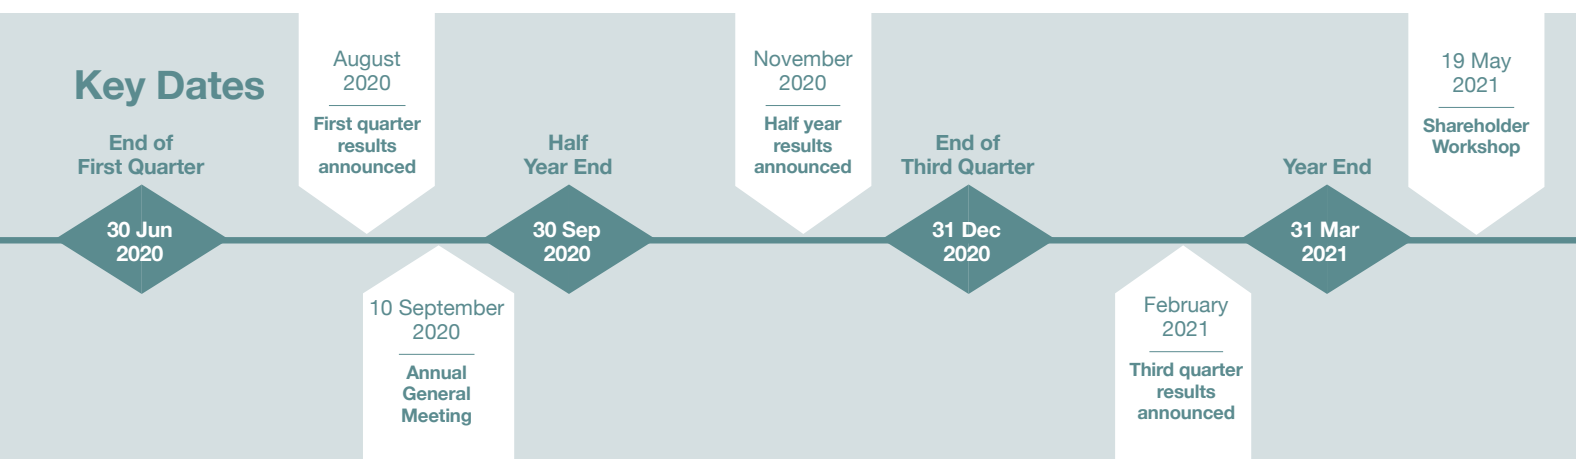 Key Dates
End of
First Quarter
30 Jun
2020
August
2020
First quarter
results
announced
10 September
2020
Annual
General
Meeting
Half
Year End
30 Sep
2020
November
2020
Half year
results
announced
End of
Third Quarter
31 Dec
2020
February
2021
Third quarter
results
announced
Year End
31 Mar
2021
19 May
2021
Shareholder
Workshop